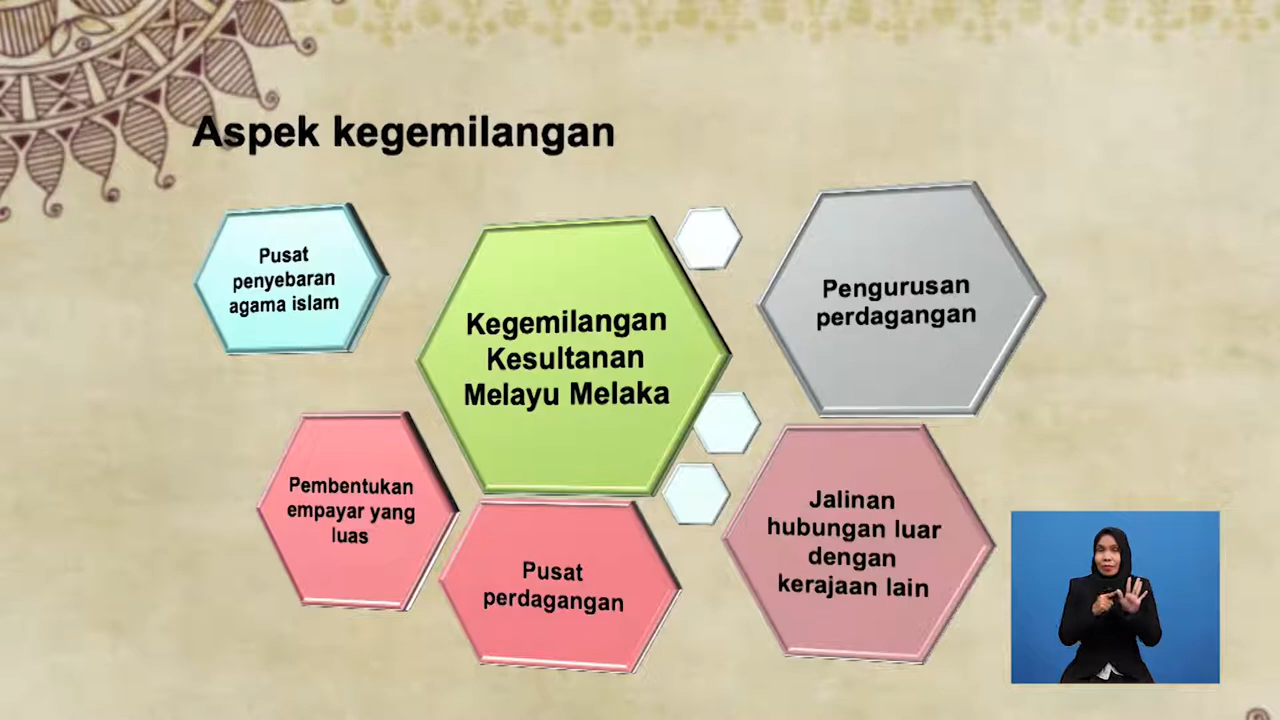 Aspek kegemilangan
Pusat
penyebaran
agama islam
Kegemilangan
Kesultanan
Melayu Melaka
Pengurusan
perdagangan
Pembentukan
empayar yang
luas
Pusat
perdagangan
Jalinan
hubungan luar
dengan
kerajaan lain